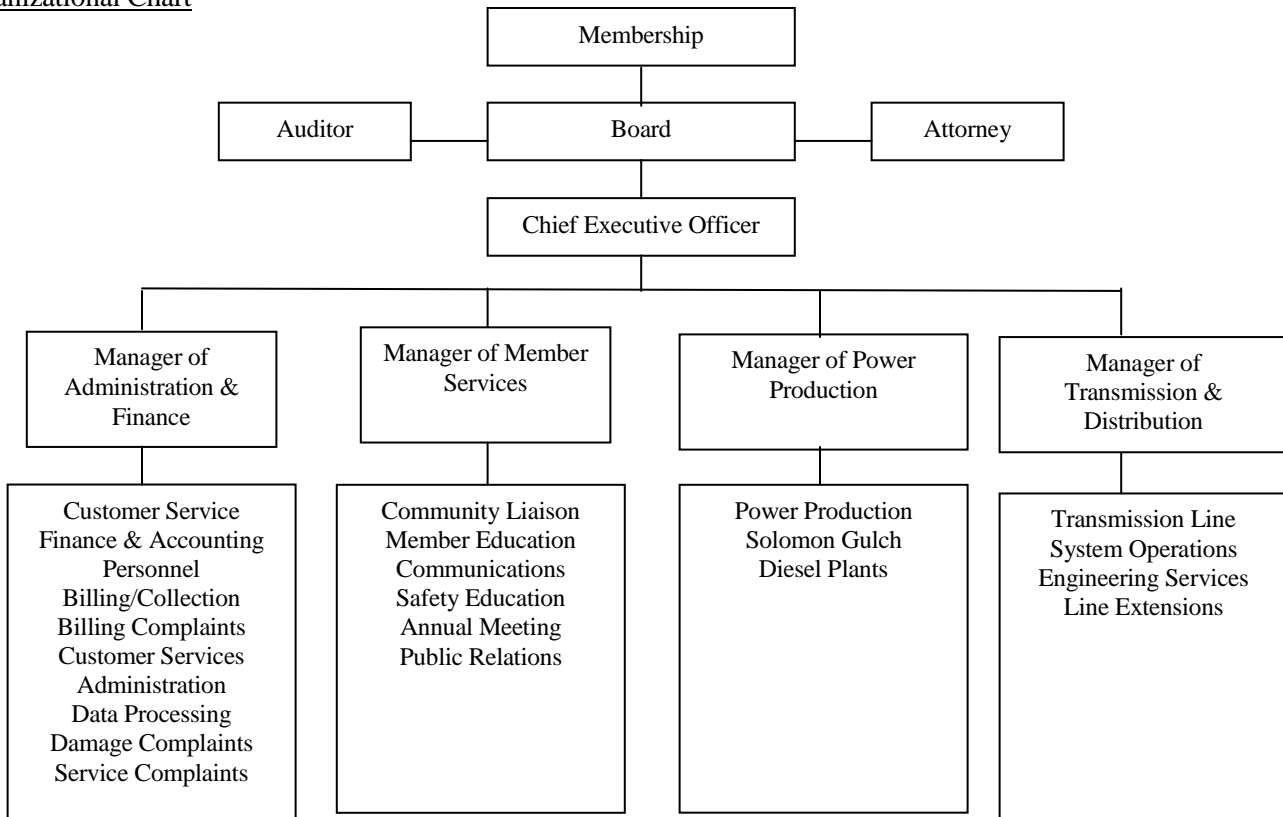 anizational Chart
Membership
Auditor
Board
Attorney
Chief Executive Officer
Manager of
Administration &
Finance
Manager of Member
Services
Manager of Power
Production
Manager of
Transmission &
Distribution
Customer Service
Finance & Accounting
Personnel
Billing/Collection
Billing Complaints
Customer Services
Administration
Data Processing
Damage Complaints
Service Complaints
Community Liaison
Member Education
Communications
Safety Education
Annual Meeting
Public Relations
Power Production
Solomon Gulch
Diesel Plants
Transmission Line
System Operations
Engineering Services
Line Extensions